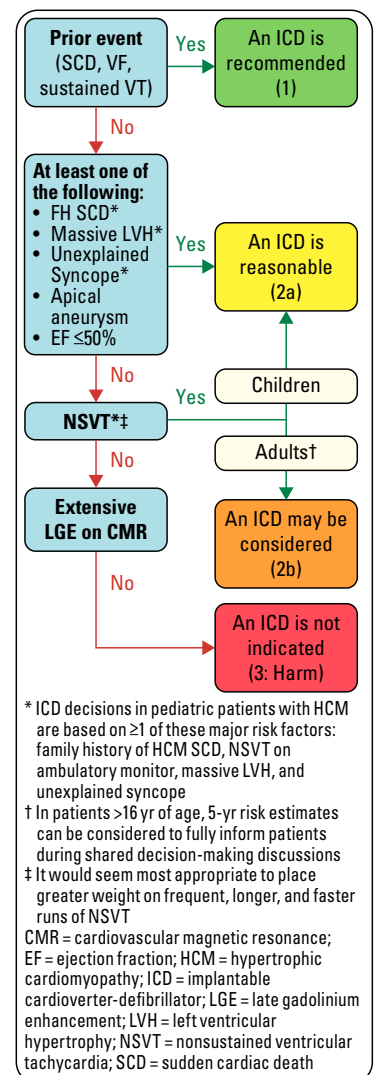 Prior event
(SCD, VF,
sustained VT)
Yes
An ICD is
recommended
(1)
No
At least one of
the following:
• FH SCD*
• Massive LVH*
• Unexplained
Syncope*
• Apical
aneurysm
• EF ≤50%
Yes
An ICD is
reasonable
(2a)
No
Children
NSVT*‡
Yes
Adults†
No
Extensive
LGE on CMR
An ICD may be
considered
(2b)
No
An ICD is not
indicated
(3: Harm)
* ICD decisions in pediatric patients with HCM
are based on ≥1 of these major risk factors:
family history of HCM SCD, NSVT on
ambulatory monitor, massive LVH, and
unexplained syncope
† In patients >16 yr of age, 5-yr risk estimates
can be considered to fully inform patients
during shared decision-making discussions
‡ It would seem most appropriate to place
greater weight on frequent, longer, and faster
runs of NSVT
CMR = cardiovascular magnetic resonance;
EF = ejection fraction; HCM = hypertrophic
cardiomyopathy; ICD = implantable
cardioverter-defibrillator; LGE = late gadolinium
enhancement; LVH = left ventricular
hypertrophy; NSVT = nonsustained ventricular
tachycardia; SCD = sudden cardiac death